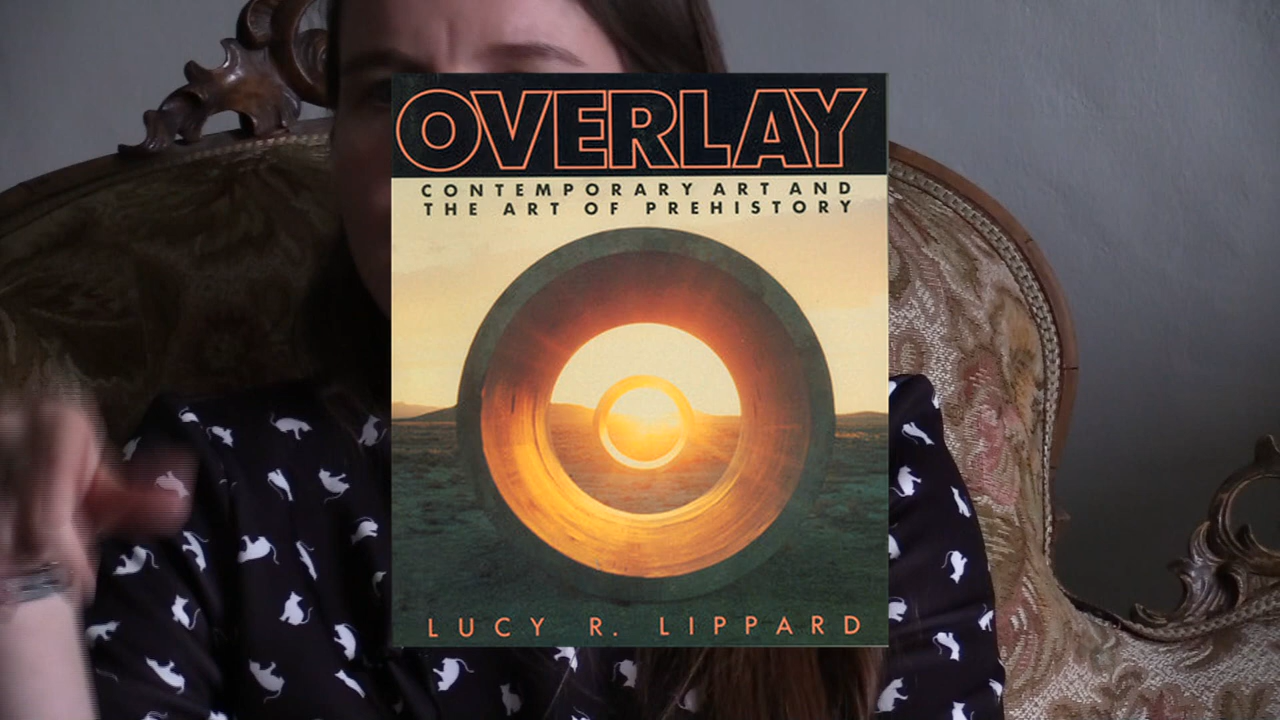 OVERLAY
CONTEMPORARY ART AND
THE ART OF PREHISTORY
LUCY R. LIPPARD